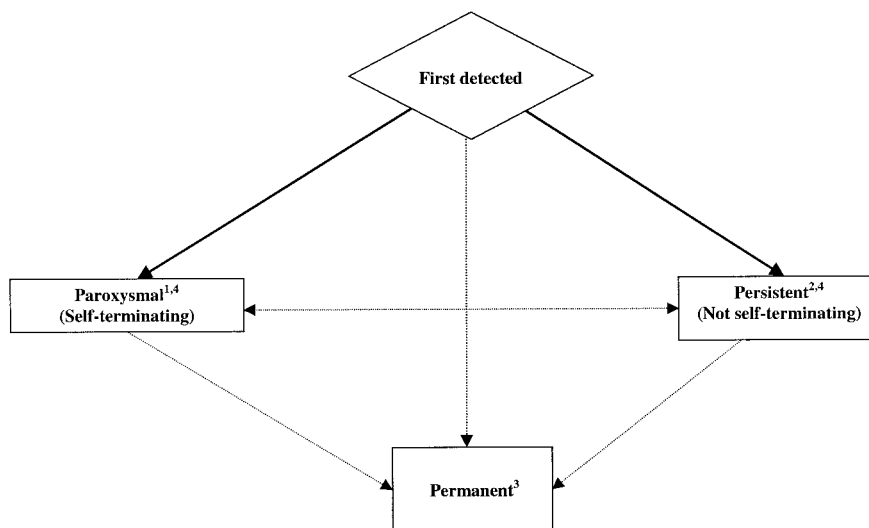 First detected
Paroxysmal¹,⁴
(Self-terminating)
Persistent²,⁴
(Not self-terminating)
Permanent³